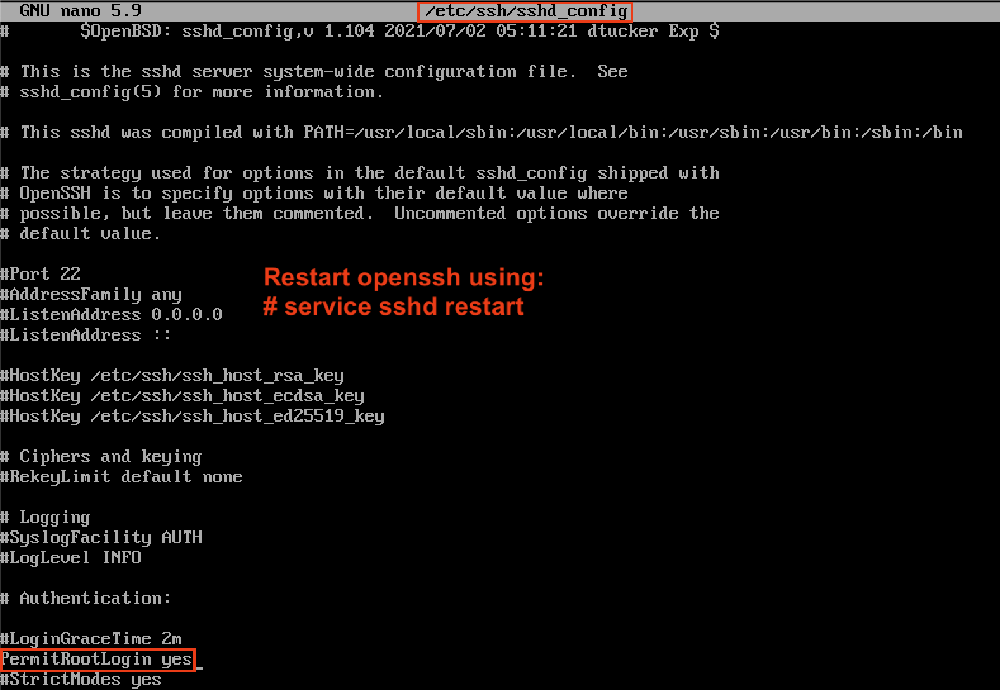 GNU nano 5.9 /etc/ssh/sshd_config
# $OpenBSD: sshd_config,v 1.104 2021/07/02 05:11:21 dtucker Exp $
# This is the sshd server system-wide configuration file.  See
# sshd_config(5) for more information.
# This sshd was compiled with PATH=/usr/local/sbin:/usr/local/bin:/usr/sbin:/usr/bin:/sbin:/bin
# The strategy used for options in the default sshd_config shipped with
# OpenSSH is to specify options with their default value where
# possible, but leave them commented.  Uncommented options override the
# default value.
#Port 22
#AddressFamily any
#ListenAddress 0.0.0.0
#ListenAddress ::
Restart openssh using:
# service sshd restart
#HostKey /etc/ssh/ssh_host_rsa_key
#HostKey /etc/ssh/ssh_host_ecdsa_key
#HostKey /etc/ssh/ssh_host_ed25519_key
# Ciphers and keying
#RekeyLimit default none
# Logging
#SyslogFacility AUTH
#LogLevel INFO
# Authentication:
#LoginGraceTime 2m
PermitRootLogin yes
#StrictModes yes